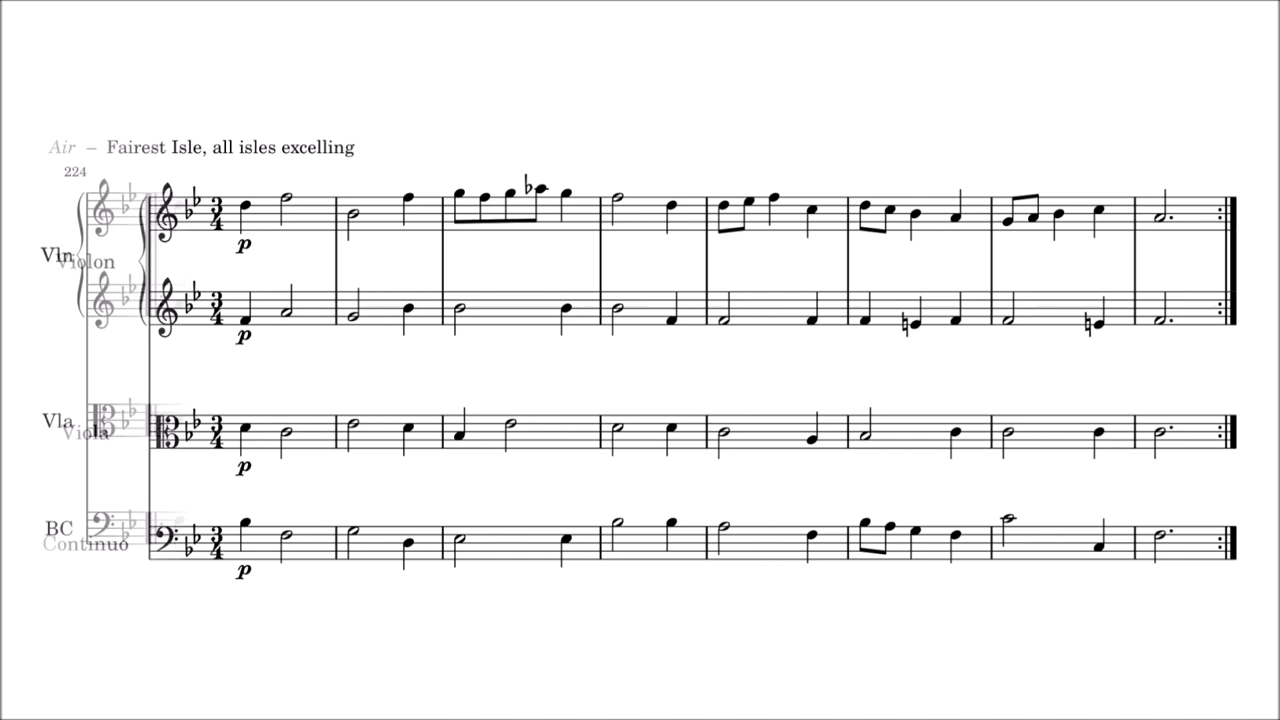 Air – Fairest Isle, all isles excelling
224
Vln
Violon
p
p
Vla
Viola
p
BC
Continuo
p